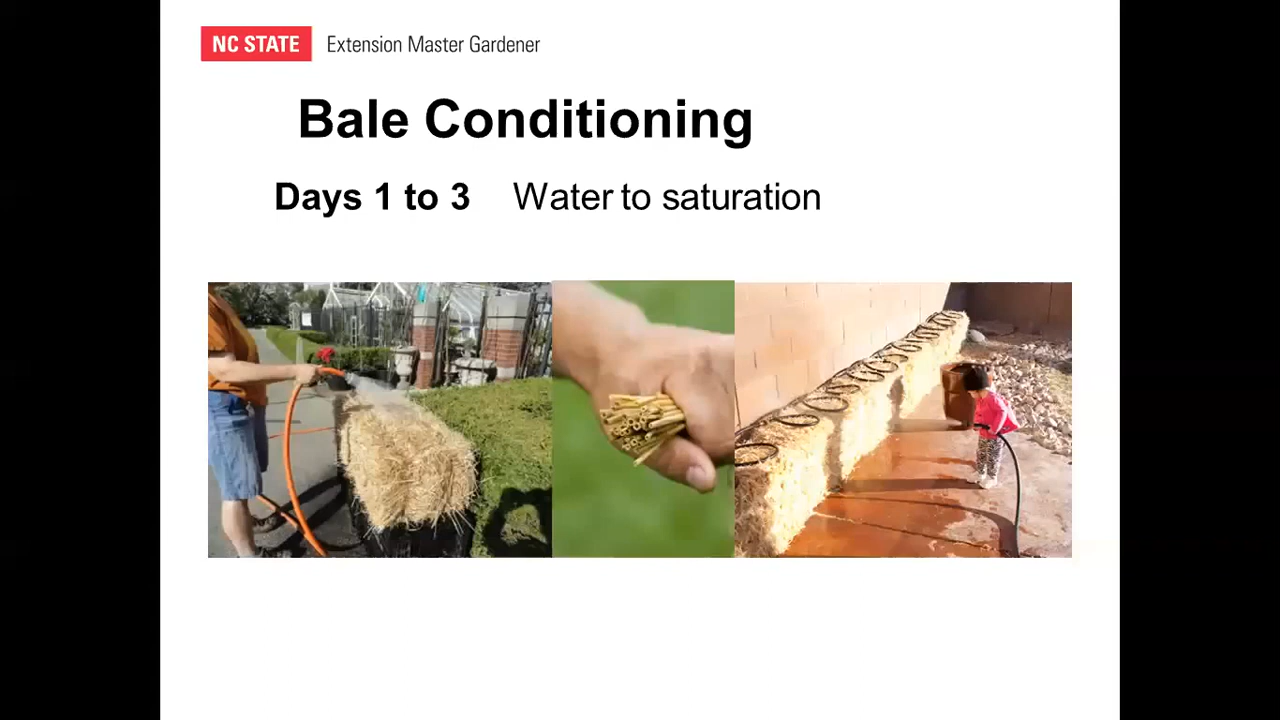 NC STATE Extension Master Gardener
Bale Conditioning
Days 1 to 3 Water to saturation